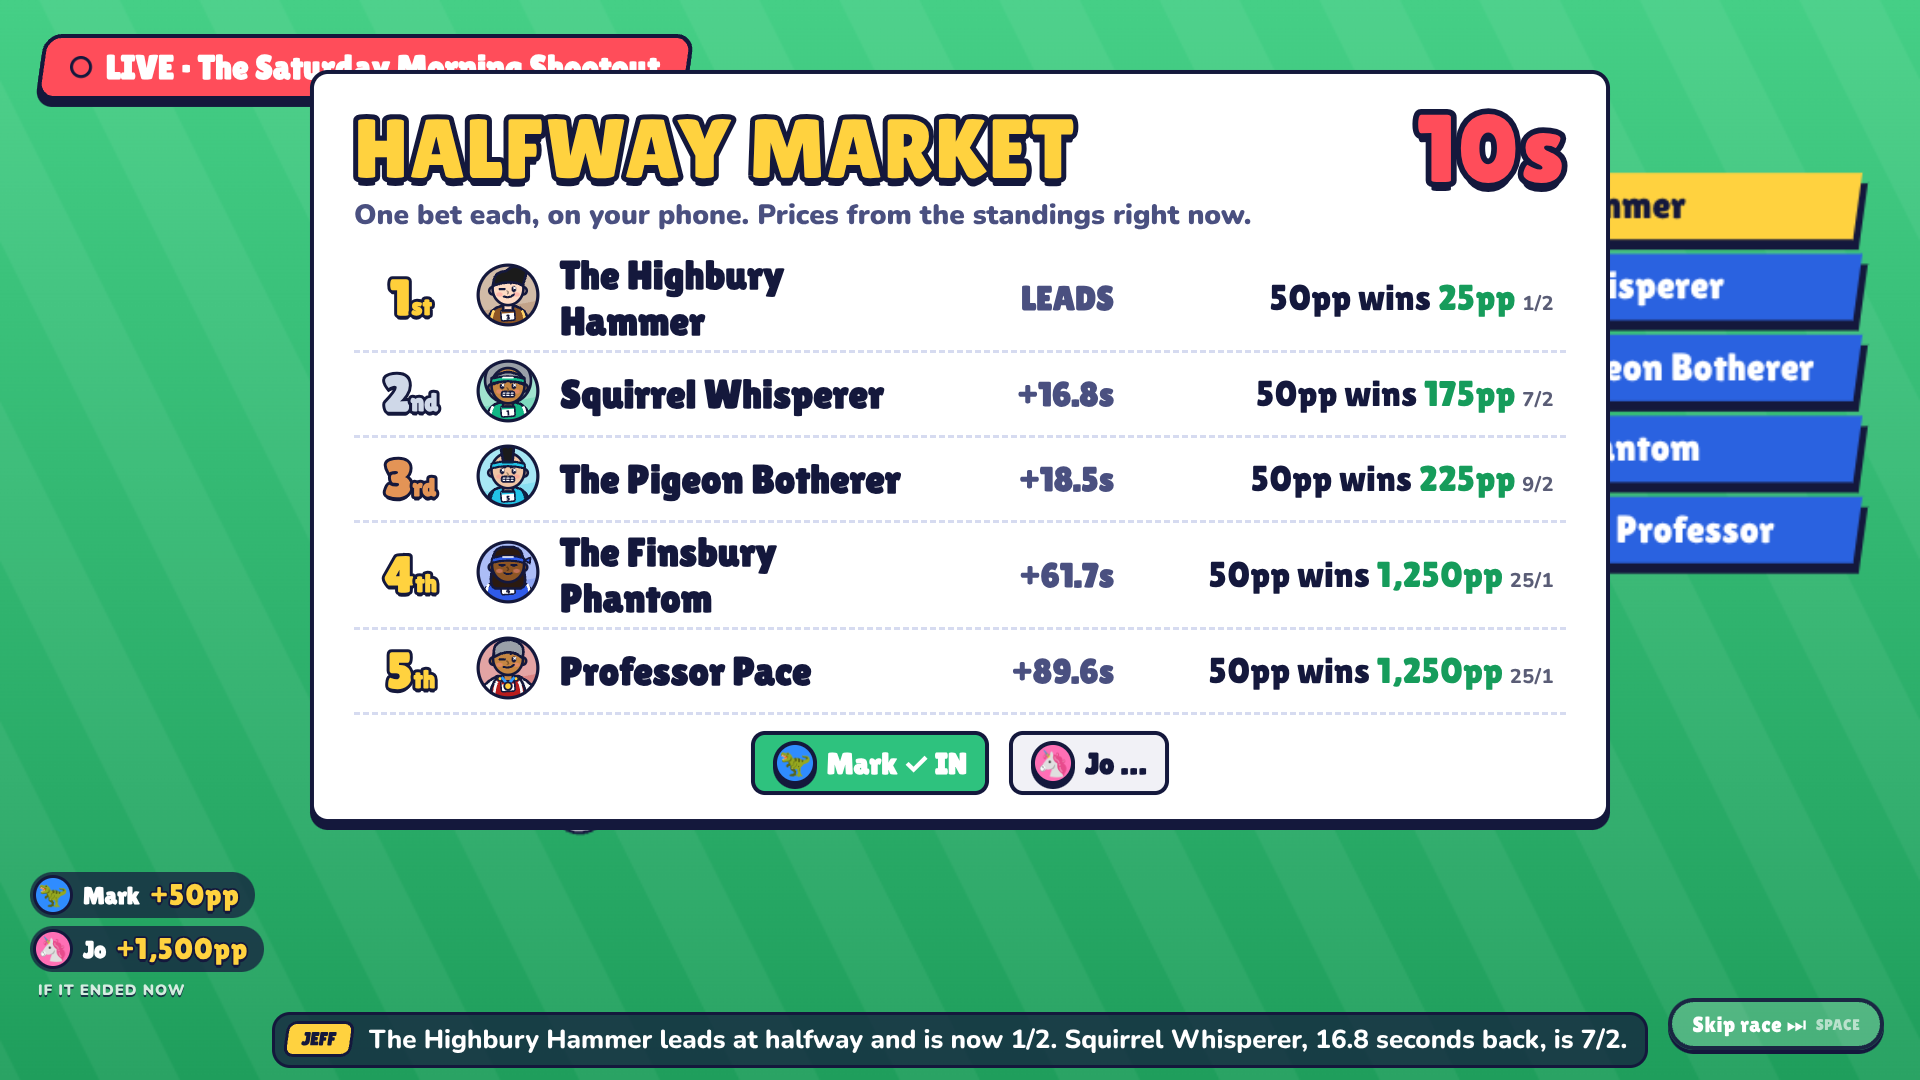 LIVE · The Saturday Morning Shootout
HALFWAY MARKET
10s
One bet each, on your phone. Prices from the standings right now.
1st The Highbury Hammer LEADS 50pp wins 25pp 1/2
2nd Squirrel Whisperer +16.8s 50pp wins 175pp 7/2
3rd The Pigeon Botherer +18.5s 50pp wins 225pp 9/2
4th The Finsbury Phantom +61.7s 50pp wins 1,250pp 25/1
5th Professor Pace +89.6s 50pp wins 1,250pp 25/1
Mark ✓ IN
Jo ...
Botherer
Professor
Mark +50pp
Jo +1,500pp
IF IT ENDED NOW
JEFF The Highbury Hammer leads at halfway and is now 1/2. Squirrel Whisperer, 16.8 seconds back, is 7/2.
Skip race ⏭ SPACE